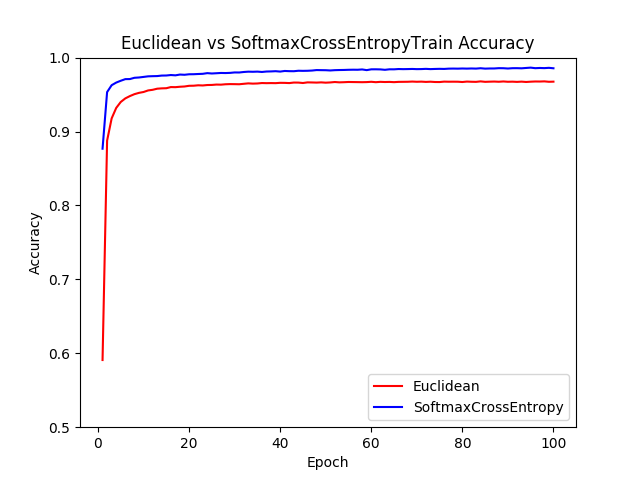 Euclidean vs SoftmaxCrossEntropyTrain Accuracy
1.0
0.9
0.8
0.7
0.6
0.5
Accuracy
0 20 40 60 80 100
Epoch
Euclidean
SoftmaxCrossEntropy